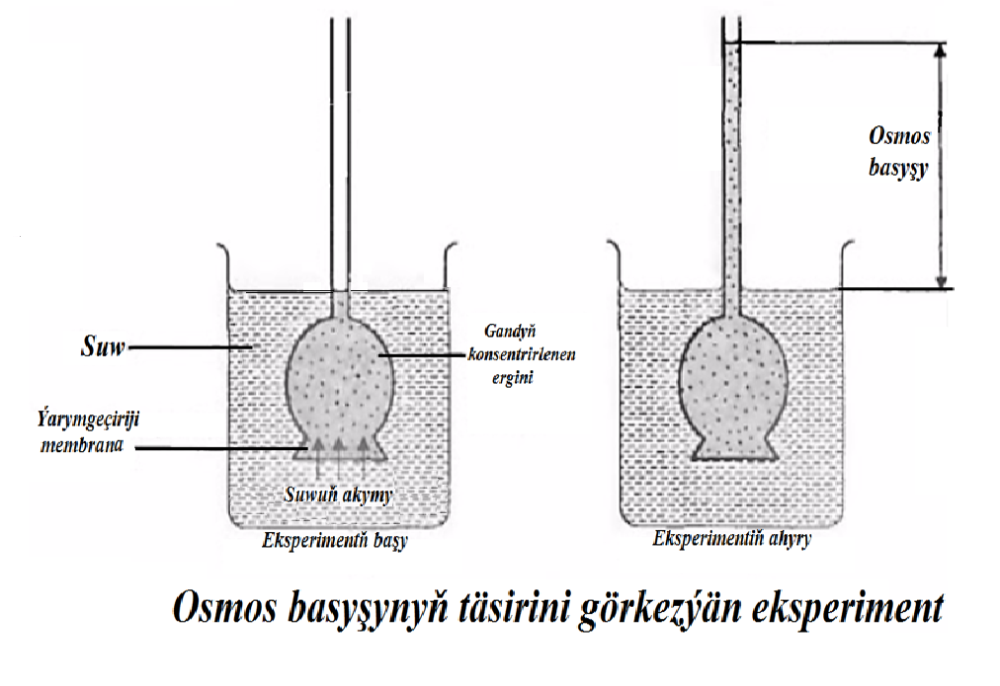 Osmos
basyşy
Suw
Gandyň
konsentrirlenen
ergini
Ýarymgeçiriji
membrana
Suwuň akymy
Eksperimentň başy
Eksperimentiň ahyry
Osmos basyşynyň täsirini görkezýän eksperiment